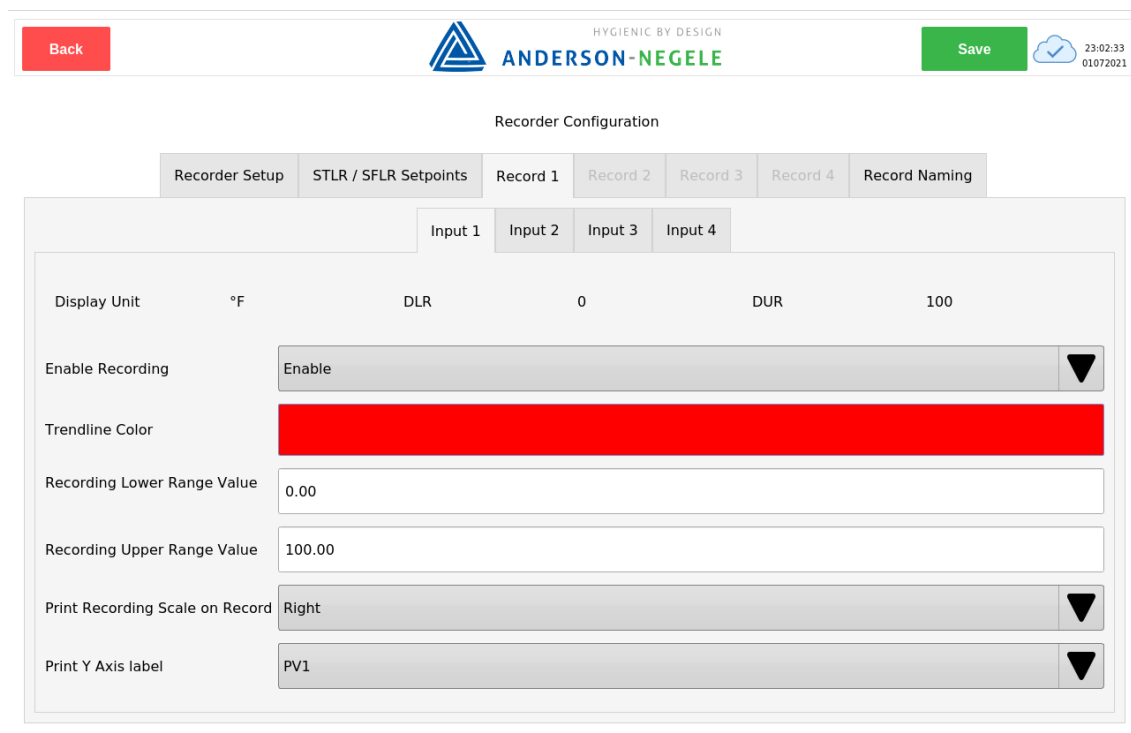 Back
HYGIENIC BY DESIGN
ANDERSON-NEGELE
Save
23:02:33
01072021
Recorder Configuration
Recorder Setup STLR / SFLR Setpoints Record 1 Record 2 Record 3 Record 4 Record Naming
Input 1 Input 2 Input 3 Input 4
Display Unit °F DLR 0 DUR 100
Enable Recording Enable
Trendline Color
Recording Lower Range Value 0.00
Recording Upper Range Value 100.00
Print Recording Scale on Record Right
Print Y Axis label PV1